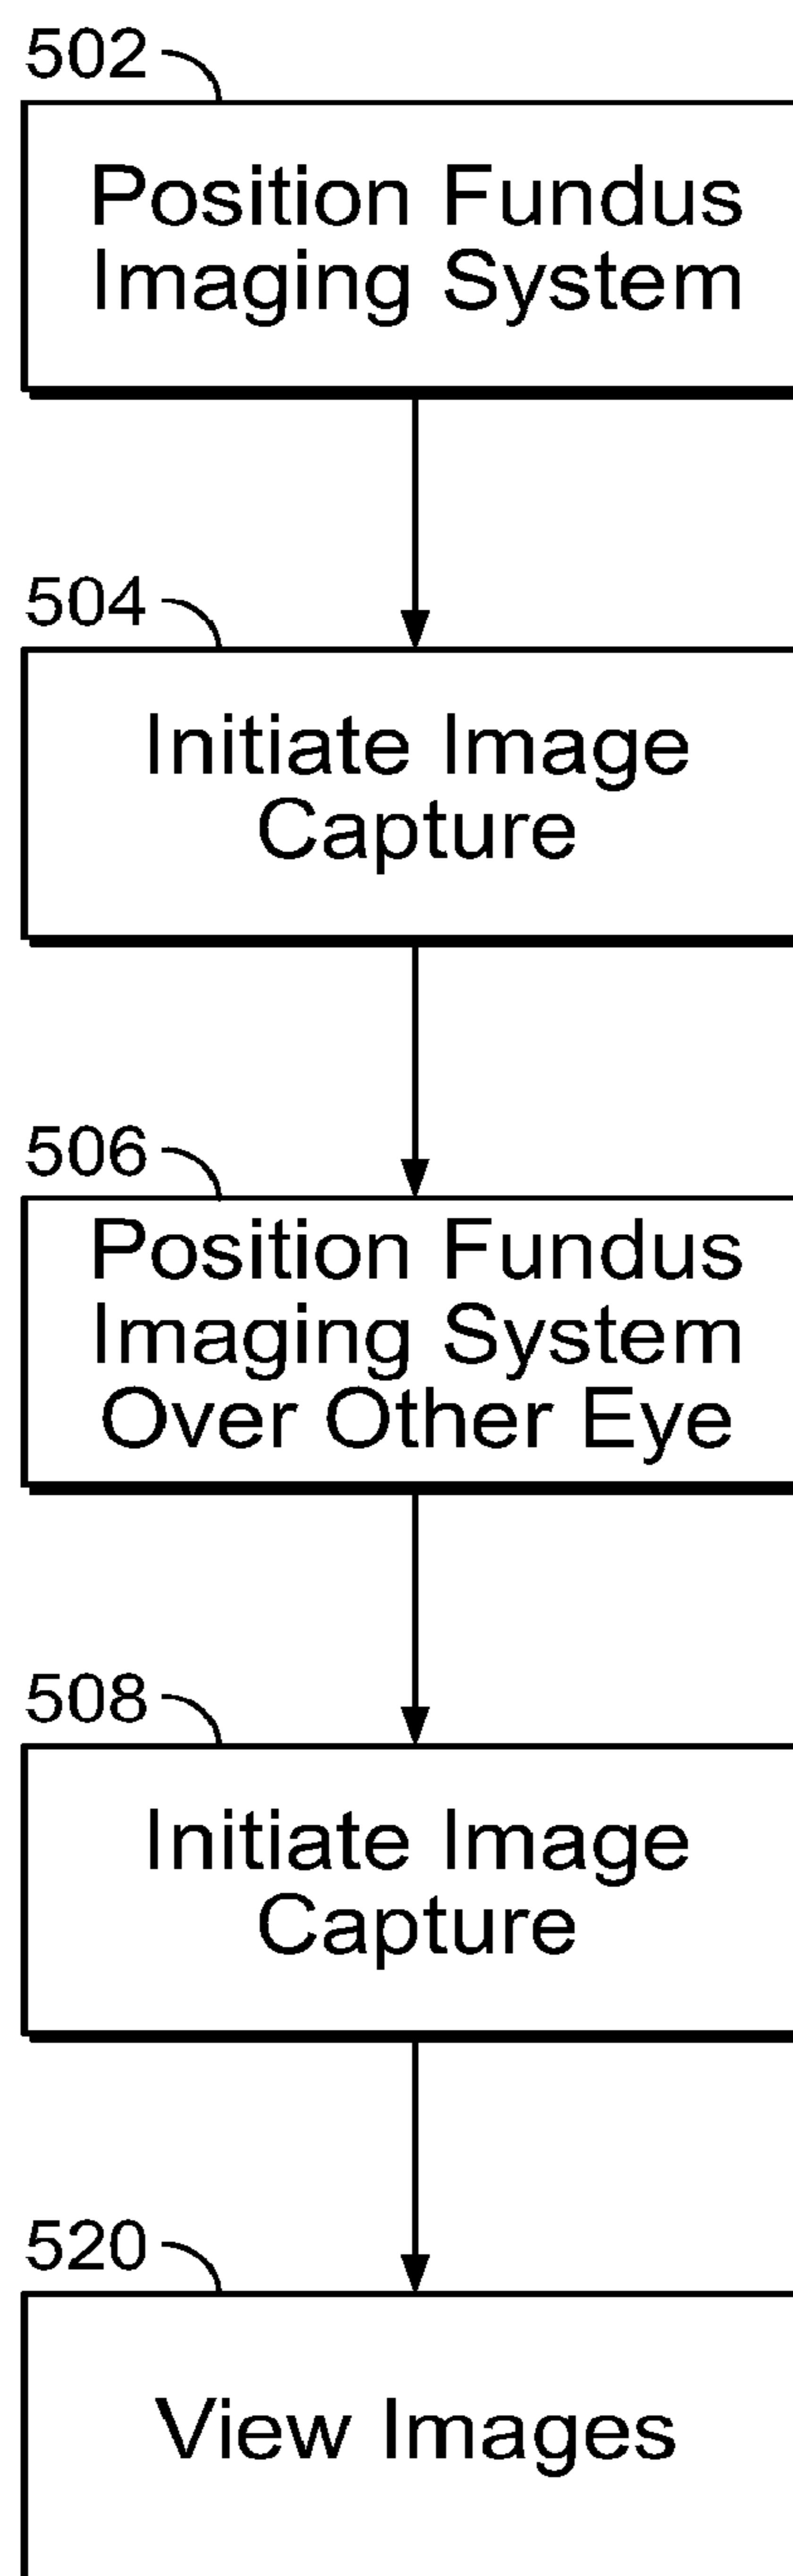 502
Position Fundus
Imaging System
504
Initiate Image
Capture
506
Position Fundus
Imaging System
Over Other Eye
508
Initiate Image
Capture
520
View Images